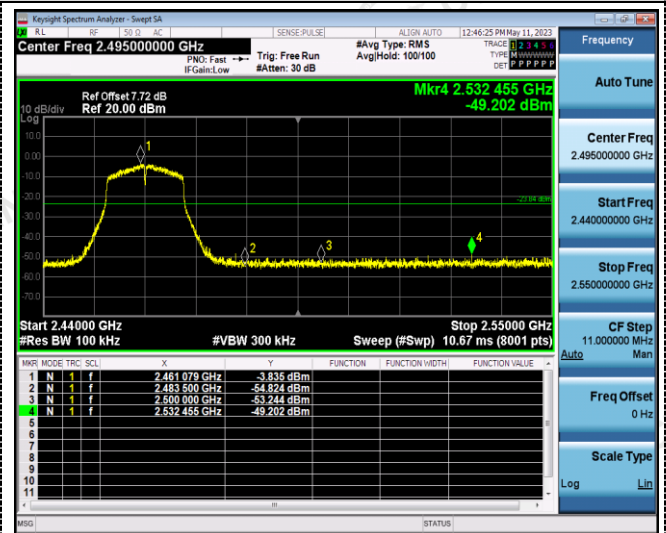 Keysight Spectrum Analyzer - Swept SA
RL RF 50 Ω AC SENSE:PULSE ALIGN AUTO 12:46:25 PM May 11, 2023
Center Freq 2.495000000 GHz
PNO: Fast Trig: Free Run
IFGain:Low #Atten: 30 dB
#Avg Type: RMS
Avg|Hold: 100/100
TRACE 1 2 3 4 5 6
TYPE M W W W W W
DET P P P P P P
Frequency
Ref Offset 7.72 dB
10 dB/div Ref 20.00 dBm
Log
Mkr4 2.532 455 GHz
-49.202 dBm
10.0
0.00
-10.0
-20.0
-30.0
-40.0
-50.0
-60.0
-70.0
1
2
3
4
-23.84 dBm
Start 2.44000 GHz Stop 2.55000 GHz
#Res BW 100 kHz #VBW 300 kHz Sweep (#Swp) 10.67 ms (8001 pts)
MKR MODE TRC SCL X Y FUNCTION FUNCTION WIDTH FUNCTION VALUE
1 N 1 f 2.461 079 GHz -3.835 dBm
2 N 1 f 2.483 500 GHz -54.824 dBm
3 N 1 f 2.500 000 GHz -53.244 dBm
4 N 1 f 2.532 455 GHz -49.202 dBm
5
6
7
8
9
10
11
MSG STATUS
Auto Tune
Center Freq
2.495000000 GHz
Start Freq
2.440000000 GHz
Stop Freq
2.550000000 GHz
CF Step
11.000000 MHz
Auto Man
Freq Offset
0 Hz
Scale Type
Log Lin